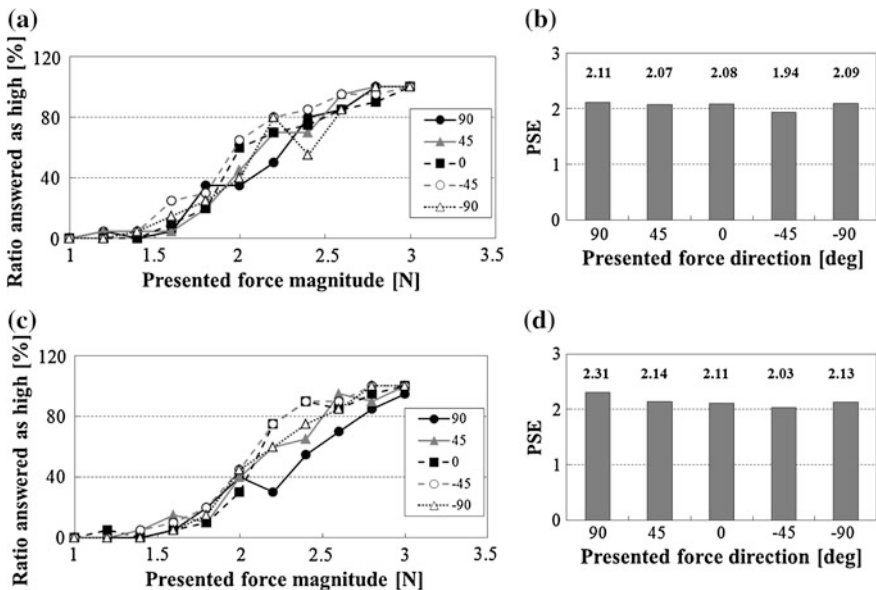 (a)
Ratio answered as high [%]
120
80
40
0
1
1.5
2
2.5
3
3.5
Presented force magnitude [N]
90
45
0
-45
-90
(b)
PSE
3
2
1
0
2.11 2.07 2.08 1.94 2.09
90 45 0 -45 -90
Presented force direction [deg]
(c)
Ratio answered as high [%]
120
80
40
0
1
1.5
2
2.5
3
3.5
Presented force magnitude [N]
90
45
0
-45
-90
(d)
PSE
3
2
1
0
2.31 2.14 2.11 2.03 2.13
90 45 0 -45 -90
Presented force direction [deg]